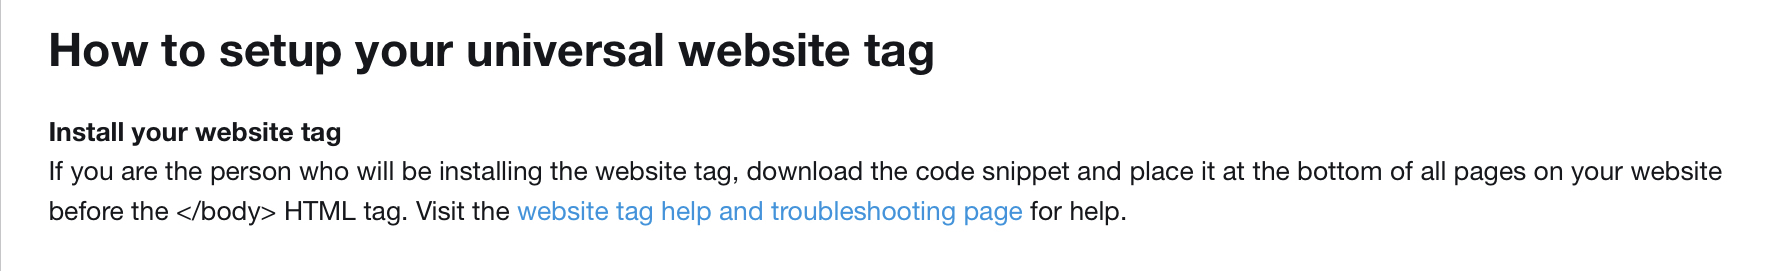 How to setup your universal website tag
Install your website tag
If you are the person who will be installing the website tag, download the code snippet and place it at the bottom of all pages on your website
before the </body> HTML tag. Visit the website tag help and troubleshooting page for help.